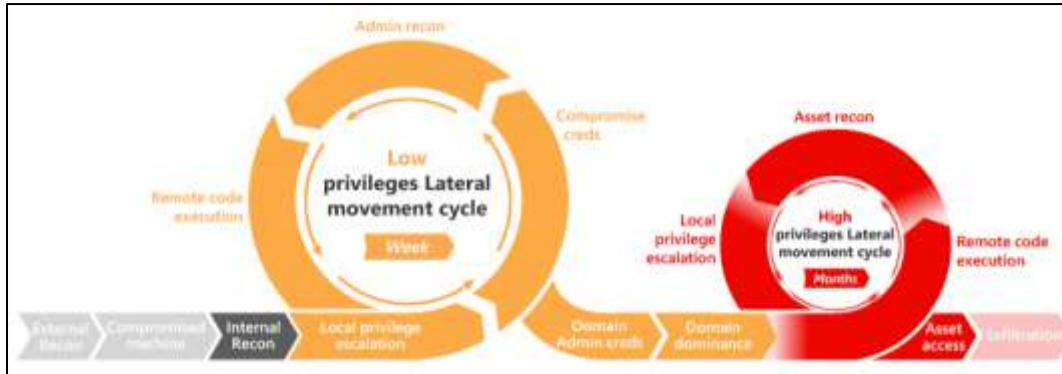 Admin recon
Compromise
creds
Low
privileges Lateral
movement cycle
Week
Remote code
execution
Asset recon
High
privileges Lateral
movement cycle
Months
Local
privilege
escalation
Remote code
execution
External
Recon
Compromised
machine
Internal
Recon
Local privilege
escalation
Domain
Admin creds
Domain
dominance
Asset
access
Exfiltration